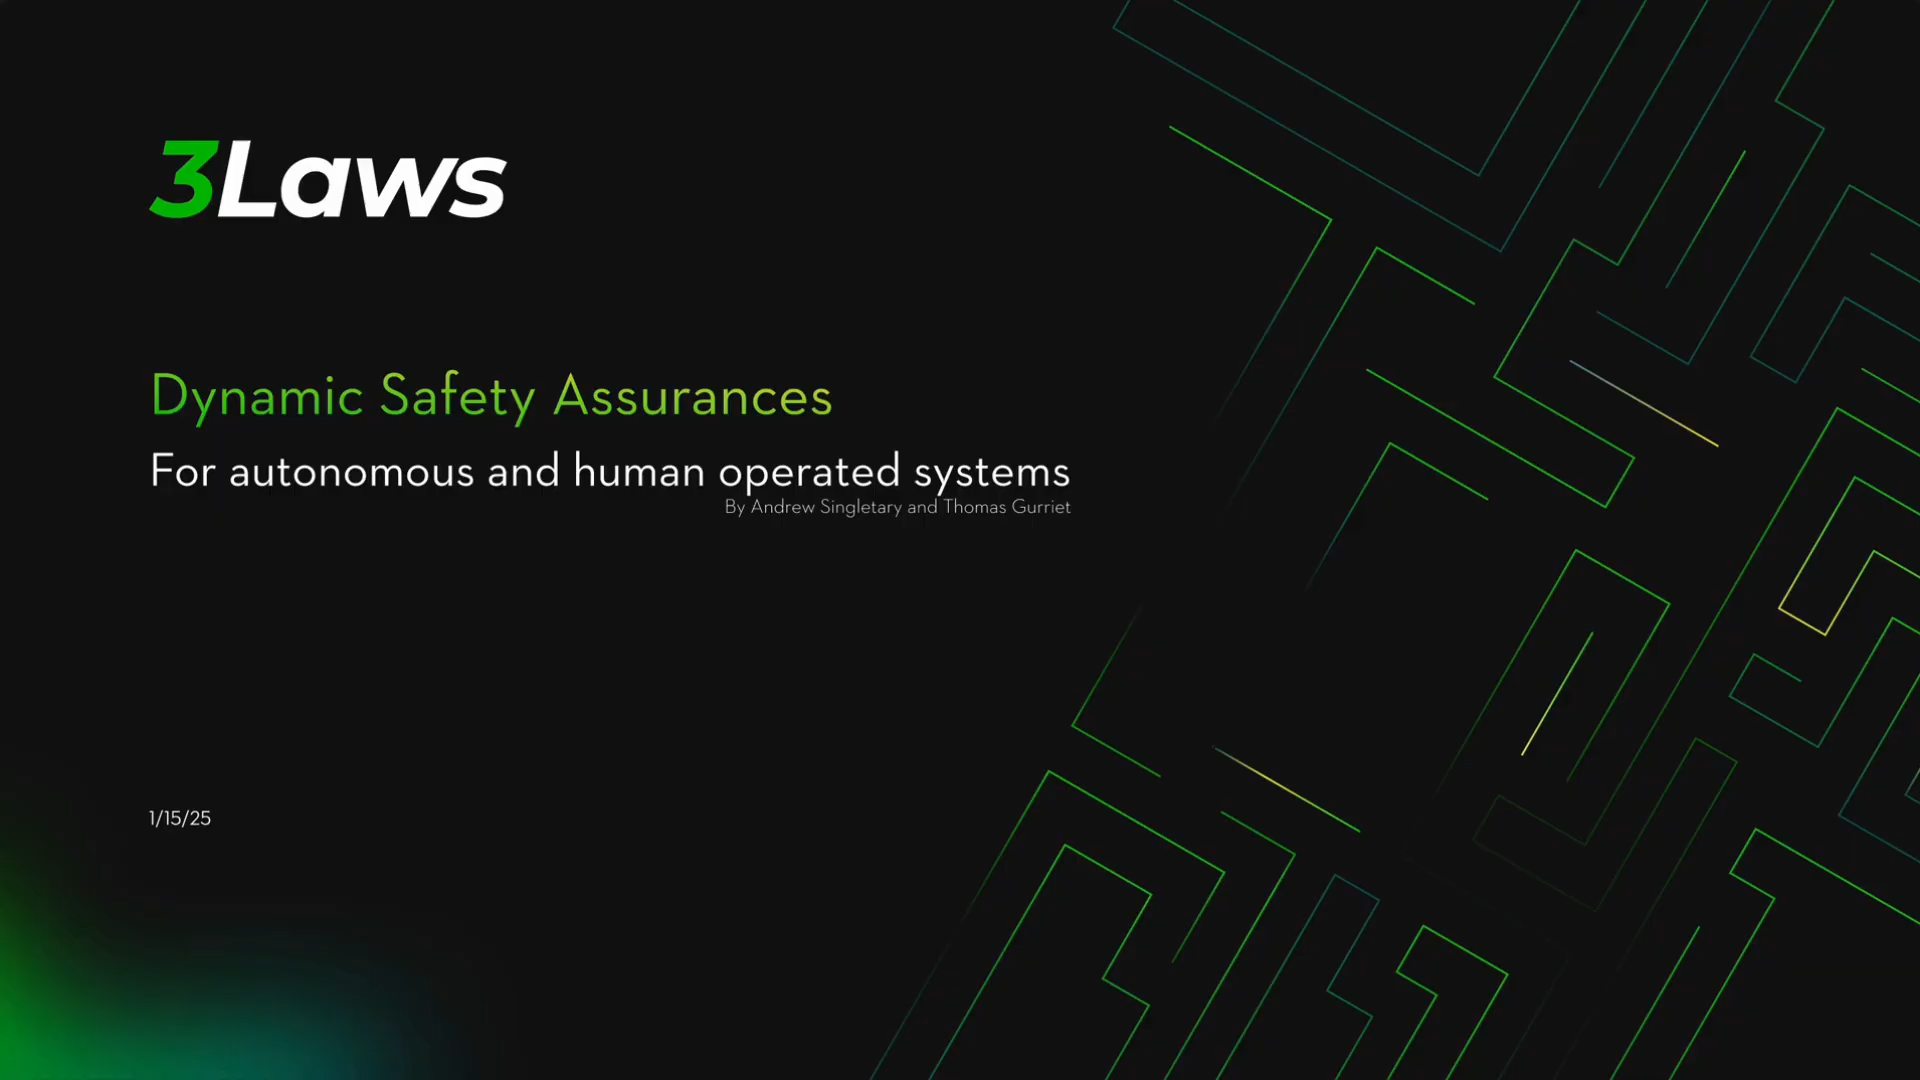 3Laws
Dynamic Safety Assurances
For autonomous and human operated systems
By Andrew Singletary and Thomas Gurriet
1/15/25